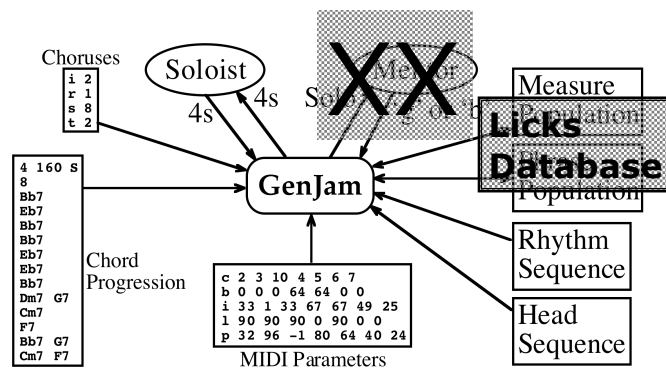 Choruses
i 2
r 1
s 8
t 2
Soloist
4s
4s
XX
Mentor
Measure
Population
Licks
Database
Population
4 160 S
8
Bb7
Eb7
Bb7
Bb7
Eb7
Eb7
Bb7
Dm7 G7
Cm7
F7
Bb7 G7
Cm7 F7
Chord
Progression
GenJam
Rhythm
Sequence
Head
Sequence
c 2 3 10 4 5 6 7
b 0 0 0 64 64 0 0
i 33 1 33 67 67 49 25
l 90 90 90 0 90 0 0
p 32 96 -1 80 64 40 24
MIDI Parameters